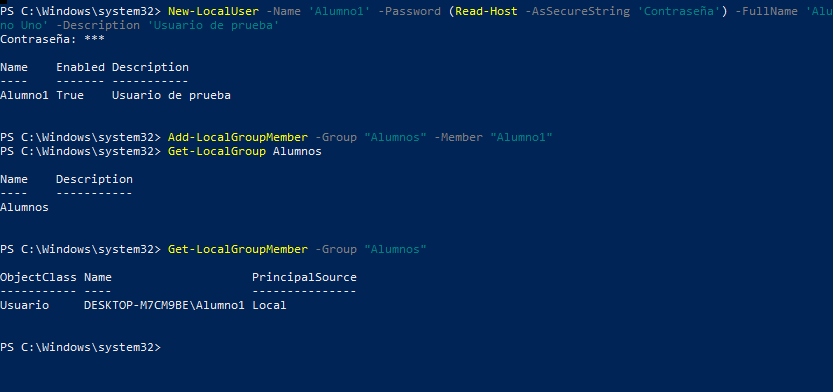 PS C:\Windows\system32> New-LocalUser -Name 'Alumno1' -Password (Read-Host -AsSecureString 'Contraseña') -FullName 'Alum
no Uno' -Description 'Usuario de prueba'
Contraseña: ***
Name    Enabled Description
----    ------- -----------
Alumno1 True    Usuario de prueba
PS C:\Windows\system32> Add-LocalGroupMember -Group "Alumnos" -Member "Alumno1"
PS C:\Windows\system32> Get-LocalGroup Alumnos
Name    Description
----    -----------
Alumnos
PS C:\Windows\system32> Get-LocalGroupMember -Group "Alumnos"
ObjectClass Name                    PrincipalSource
----------- ----                    ---------------
Usuario     DESKTOP-M7CM9BE\Alumno1 Local
PS C:\Windows\system32>